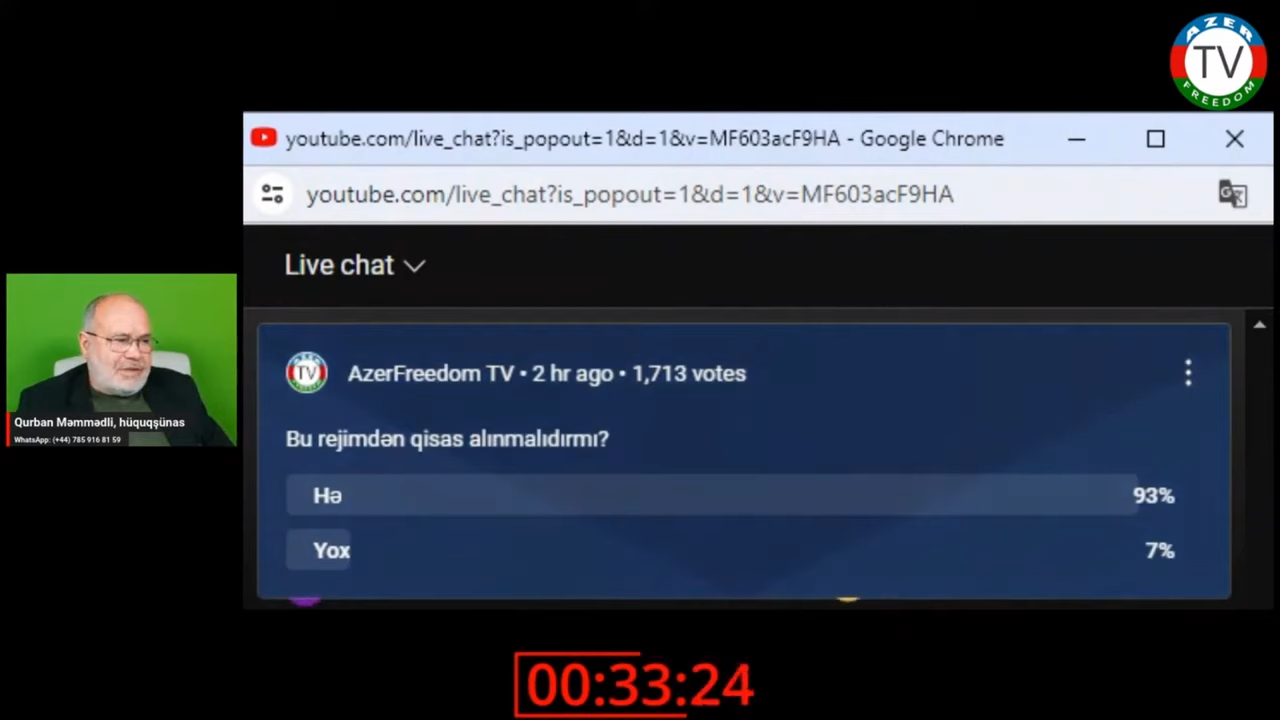 AZER
TV
FREEDOM
youtube.com/live_chat?is_popout=1&d=1&v=MF603acF9HA - Google Chrome
youtube.com/live_chat?is_popout=1&d=1&v=MF603acF9HA
Live chat
AzerFreedom TV • 2 hr ago • 1,713 votes
Bu rejimdən qisas alınmalıdırmı?
Hə 93%
Yox 7%
Qurban Məmmədli, hüquqşünas
WhatsApp: (+44) 785 916 81 59
00:33:24